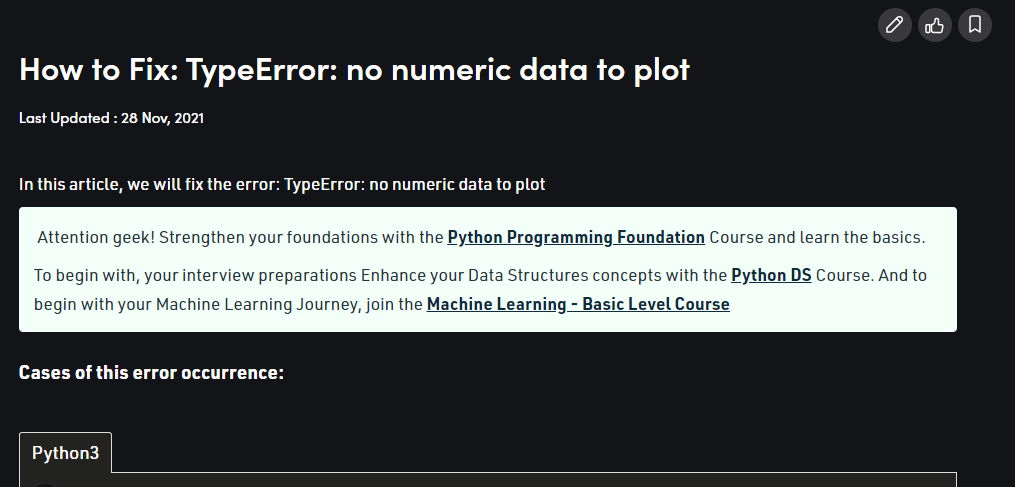 How to Fix: TypeError: no numeric data to plot
Last Updated : 28 Nov, 2021
In this article, we will fix the error: TypeError: no numeric data to plot
Attention geek! Strengthen your foundations with the Python Programming Foundation Course and learn the basics.
To begin with, your interview preparations Enhance your Data Structures concepts with the Python DS Course. And to
begin with your Machine Learning Journey, join the Machine Learning - Basic Level Course
Cases of this error occurrence:
Python3